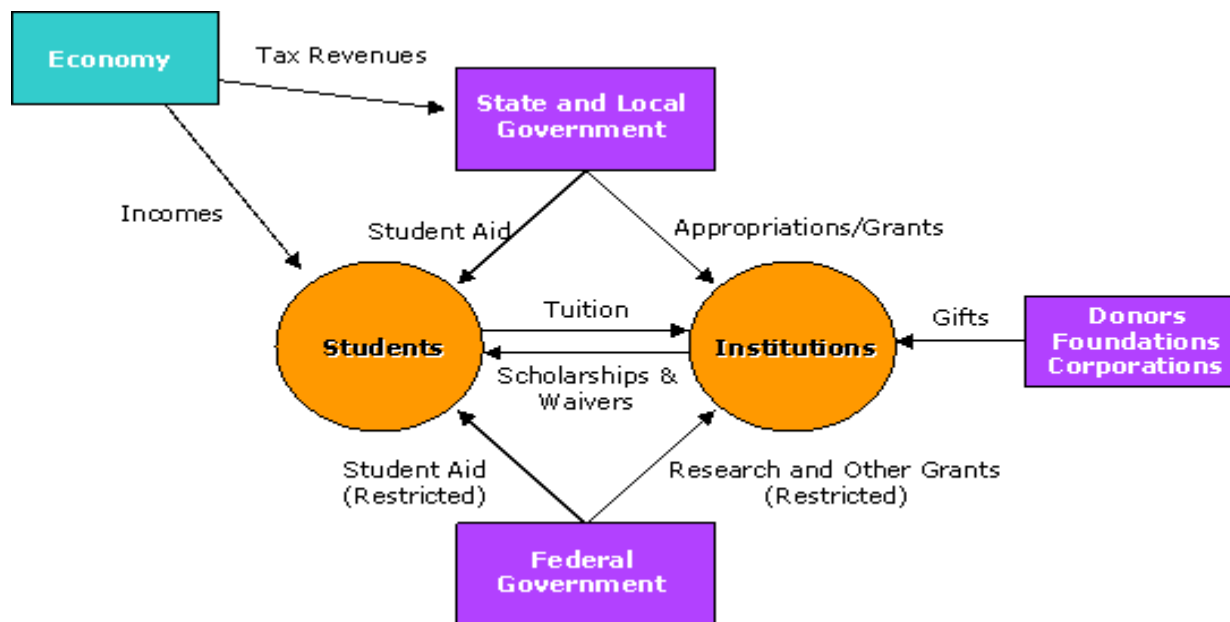 Economy
Tax Revenues
State and Local
Government
Incomes
Student Aid
Appropriations/Grants
Students
Tuition
Scholarships &
Waivers
Institutions
Gifts
Donors
Foundations
Corporations
Student Aid
(Restricted)
Research and Other Grants
(Restricted)
Federal
Government